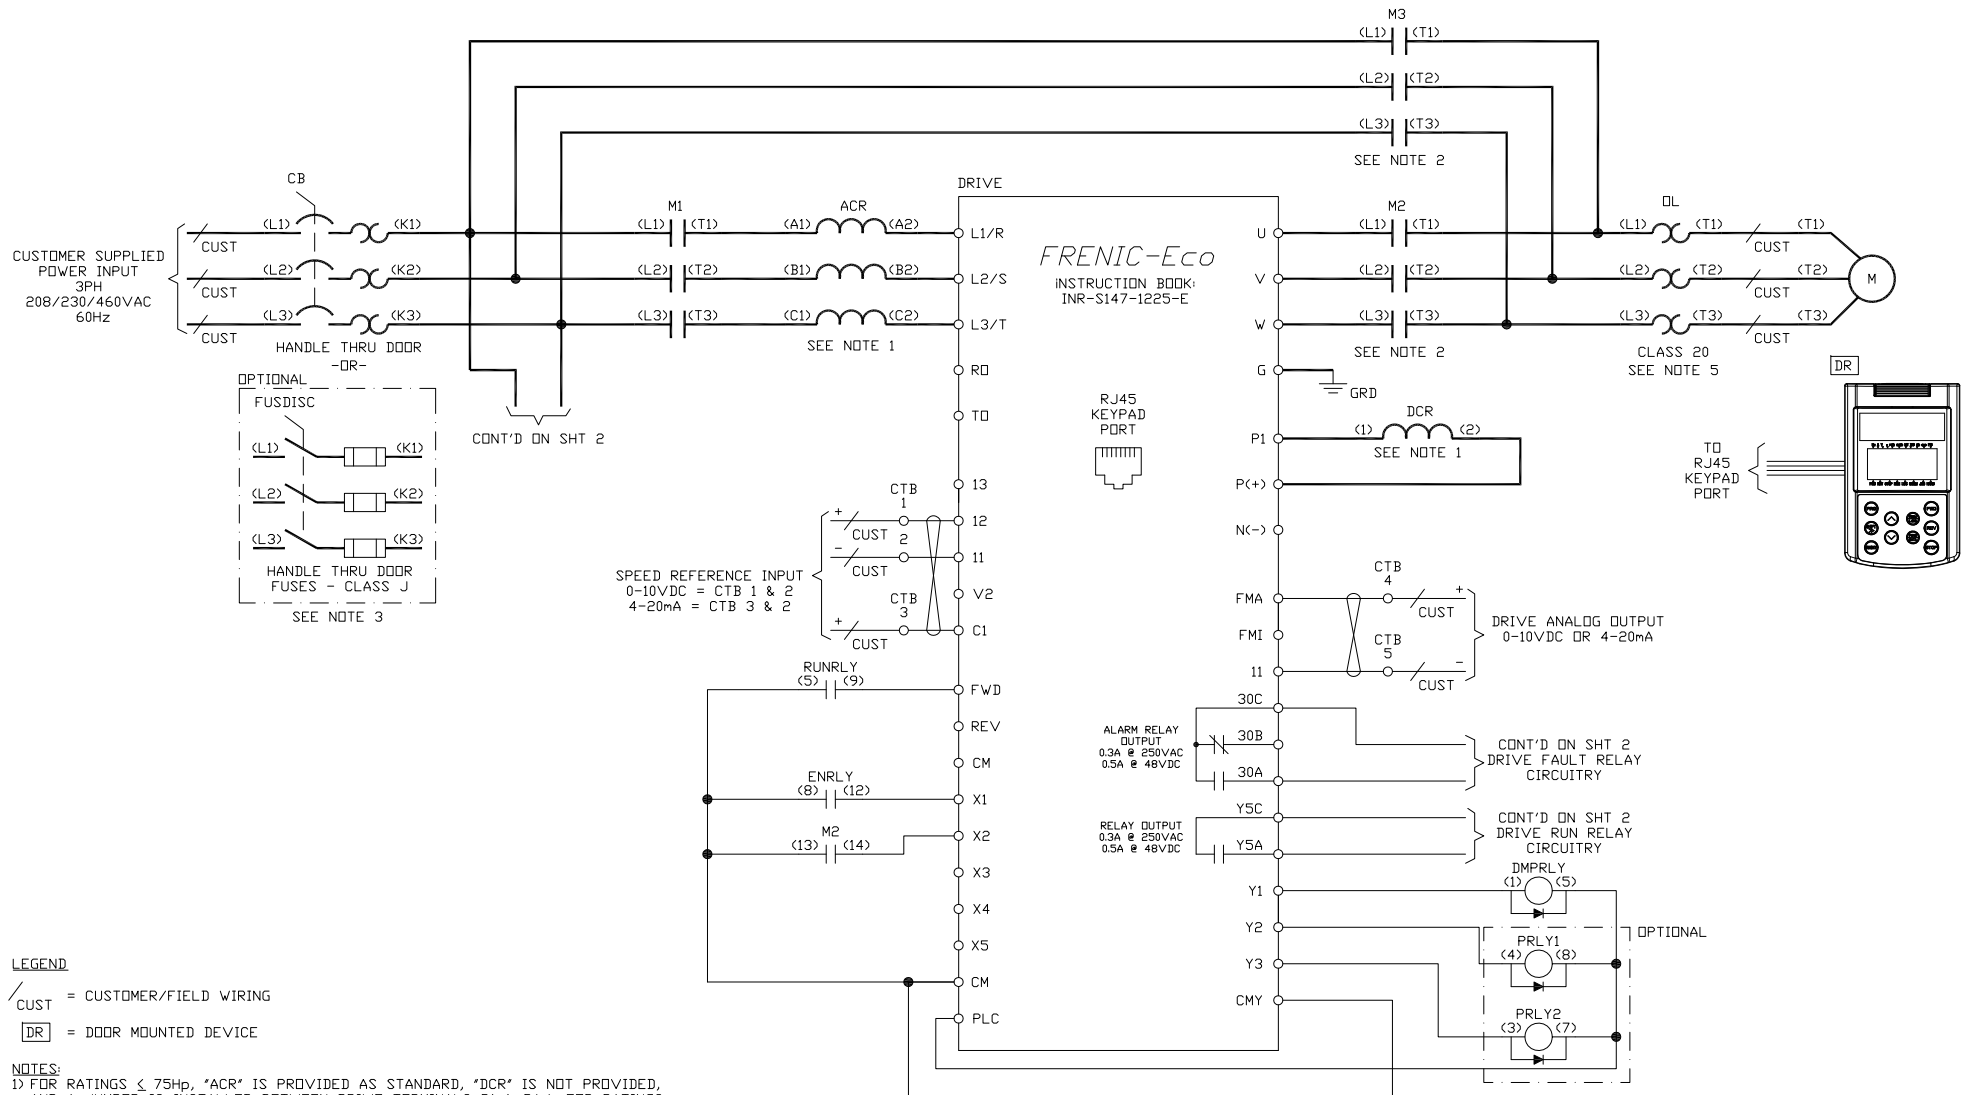 M3
(L1) (T1)
(L2) (T2)
(L3) (T3)
SEE NOTE 2
CB
DRIVE
M1
ACR
M2
OL
(L1) (K1)
(L1) (T1)
(A1) (A2)
L1/R
U
(L1) (T1)
(L1) (T1)
(T1)
CUST
CUST
CUSTOMER SUPPLIED
POWER INPUT
3PH
208/230/460VAC
60Hz
FRENIC-Eco
INSTRUCTION BOOK:
INR-S147-1225-E
(L2) (K2)
(L2) (T2)
(B1) (B2)
L2/S
V
(L2) (T2)
(L2) (T2)
(T2)
M
CUST
CUST
(L3) (K3)
(L3) (T3)
(C1) (C2)
L3/T
W
(L3) (T3)
(L3) (T3)
(T3)
CUST
CUST
HANDLE THRU DOOR
-OR-
SEE NOTE 1
SEE NOTE 2
CLASS 20
SEE NOTE 5
OPTIONAL
FUSDISC
(L1) (K1)
(L2) (K2)
(L3) (K3)
HANDLE THRU DOOR
FUSES - CLASS J
SEE NOTE 3
CONT'D ON SHT 2
R0
T0
G
GRD
RJ45
KEYPAD
PORT
P1
DCR
(1) (2)
SEE NOTE 1
P(+)
N(-)
DR
TO
RJ45
KEYPAD
PORT
13
CTB
1
+
CUST
12
2
-
CUST
11
SPEED REFERENCE INPUT
0-10VDC = CTB 1 & 2
4-20mA = CTB 3 & 2
V2
CTB
3
+
CUST
C1
FMA
CTB
4
+
CUST
FMI
DRIVE ANALOG OUTPUT
0-10VDC OR 4-20mA
11
CTB
5
-
CUST
RUNRLY
(5) (9)
FWD
REV
CM
ENRLY
(8) (12)
X1
M2
(13) (14)
X2
X3
X4
X5
CM
PLC
30C
ALARM RELAY
OUTPUT
0.3A @ 250VAC
0.5A @ 48VDC
30B
30A
CONT'D ON SHT 2
DRIVE FAULT RELAY
CIRCUITRY
Y5C
RELAY OUTPUT
0.3A @ 250VAC
0.5A @ 48VDC
Y5A
CONT'D ON SHT 2
DRIVE RUN RELAY
CIRCUITRY
DMPRLY
Y1
(1) (5)
Y2
OPTIONAL
PRLY1
(4) (8)
Y3
CMY
PRLY2
(3) (7)
LEGEND
CUST = CUSTOMER/FIELD WIRING
DR = DOOR MOUNTED DEVICE
NOTES:
1) FOR RATINGS ≤ 75Hp, "ACR" IS PROVIDED AS STANDARD, "DCR" IS NOT PROVIDED,